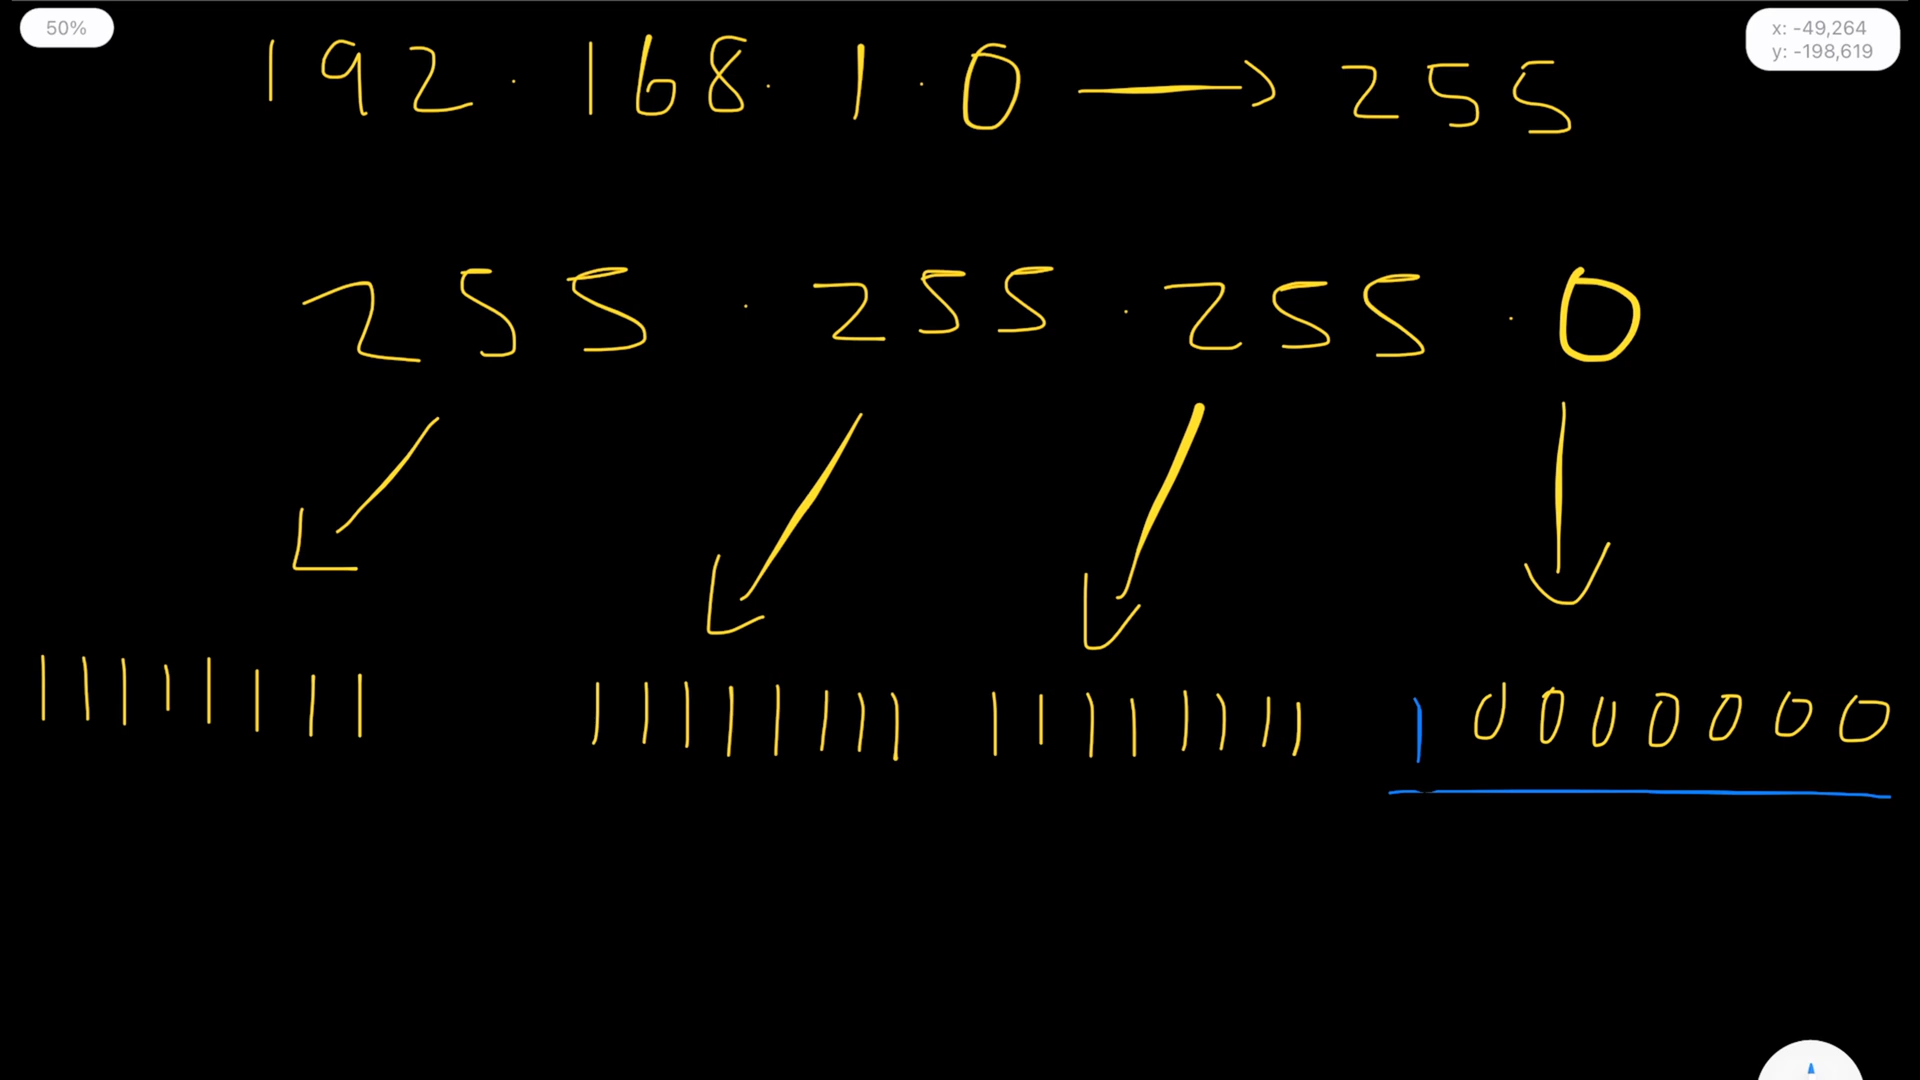 50%
x: -49,264
y: -198,619
192.168.1.0 → 255
255.255.255.0
11111111 11111111 11111111 10000000